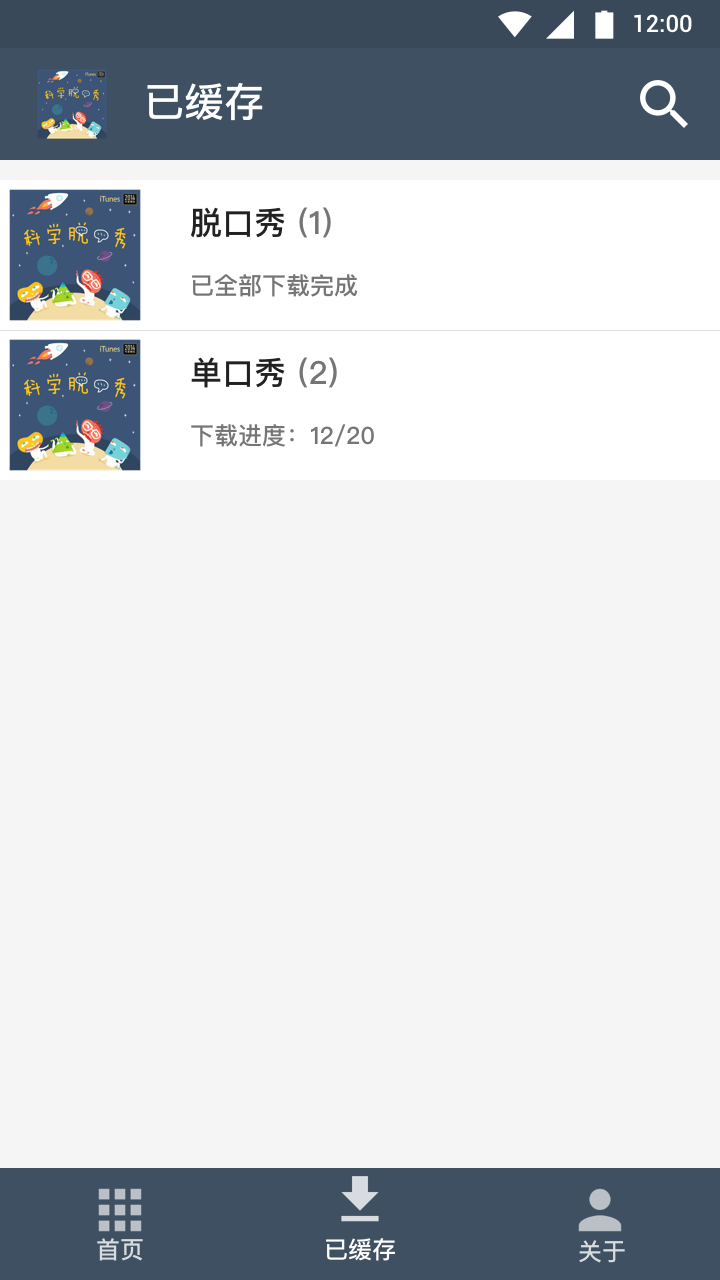 12:00
iTunes
科学脱口秀
已缓存
iTunes 2014
科学脱口秀
脱口秀 (1)
已全部下载完成
iTunes 2014
科学脱口秀
单口秀 (2)
下载进度：12/20
首页
已缓存
关于